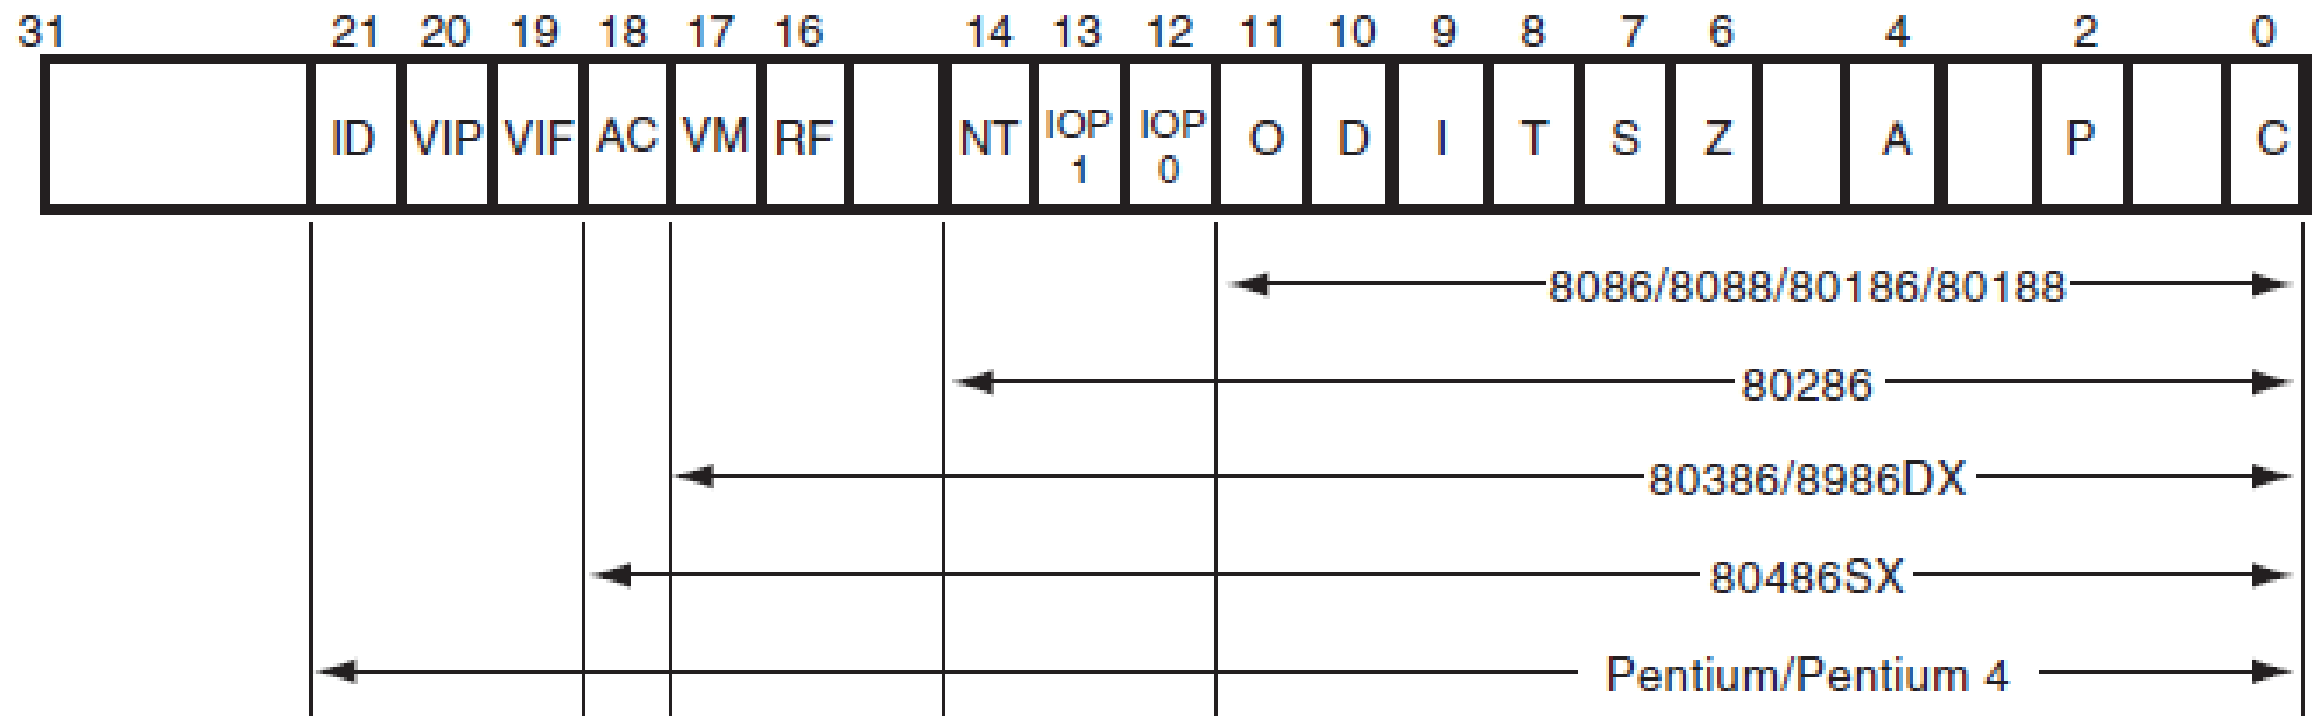 31 21 20 19 18 17 16 14 13 12 11 10 9 8 7 6 4 2 0
ID VIP VIF AC VM RF NT IOP 1 IOP 0 O D I T S Z A P C
8086/8088/80186/80188
80286
80386/8986DX
80486SX
Pentium/Pentium 4